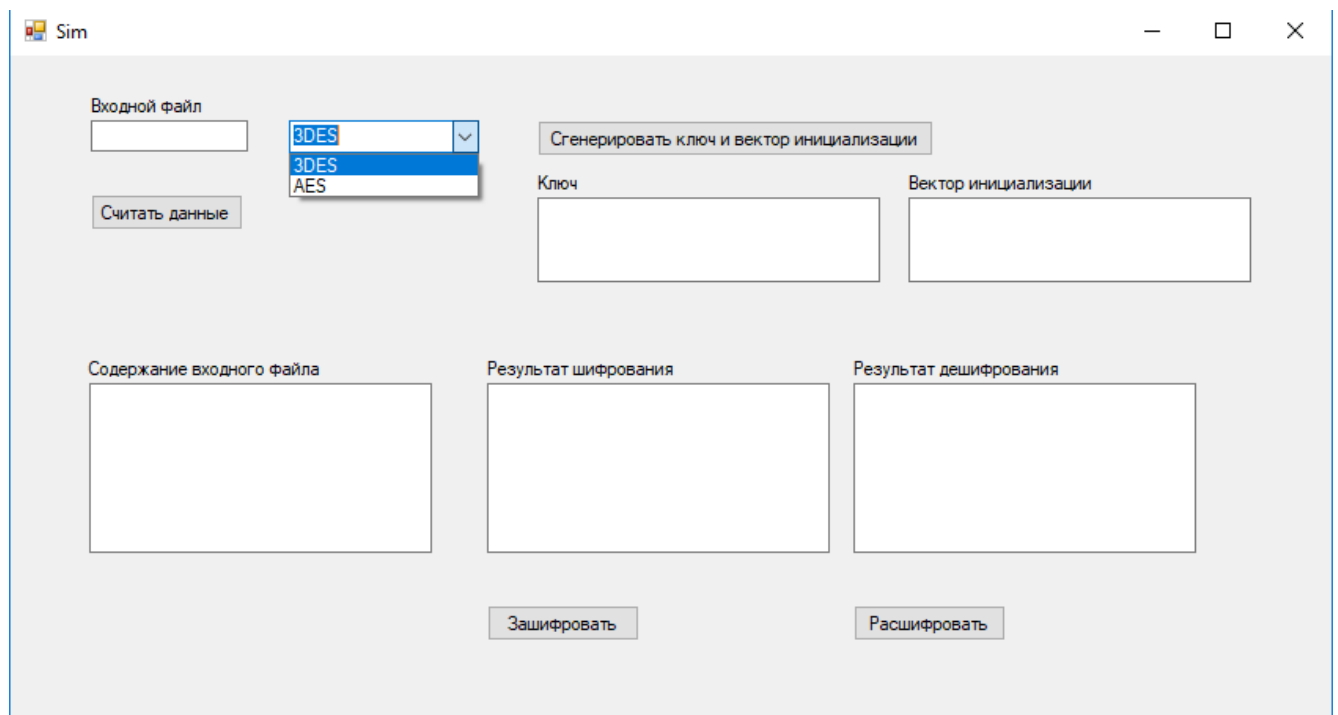 Sim
Входной файл
3DES
3DES
AES
Сгенерировать ключ и вектор инициализации
Считать данные
Ключ
Вектор инициализации
Содержание входного файла
Результат шифрования
Результат дешифрования
Зашифровать
Расшифровать